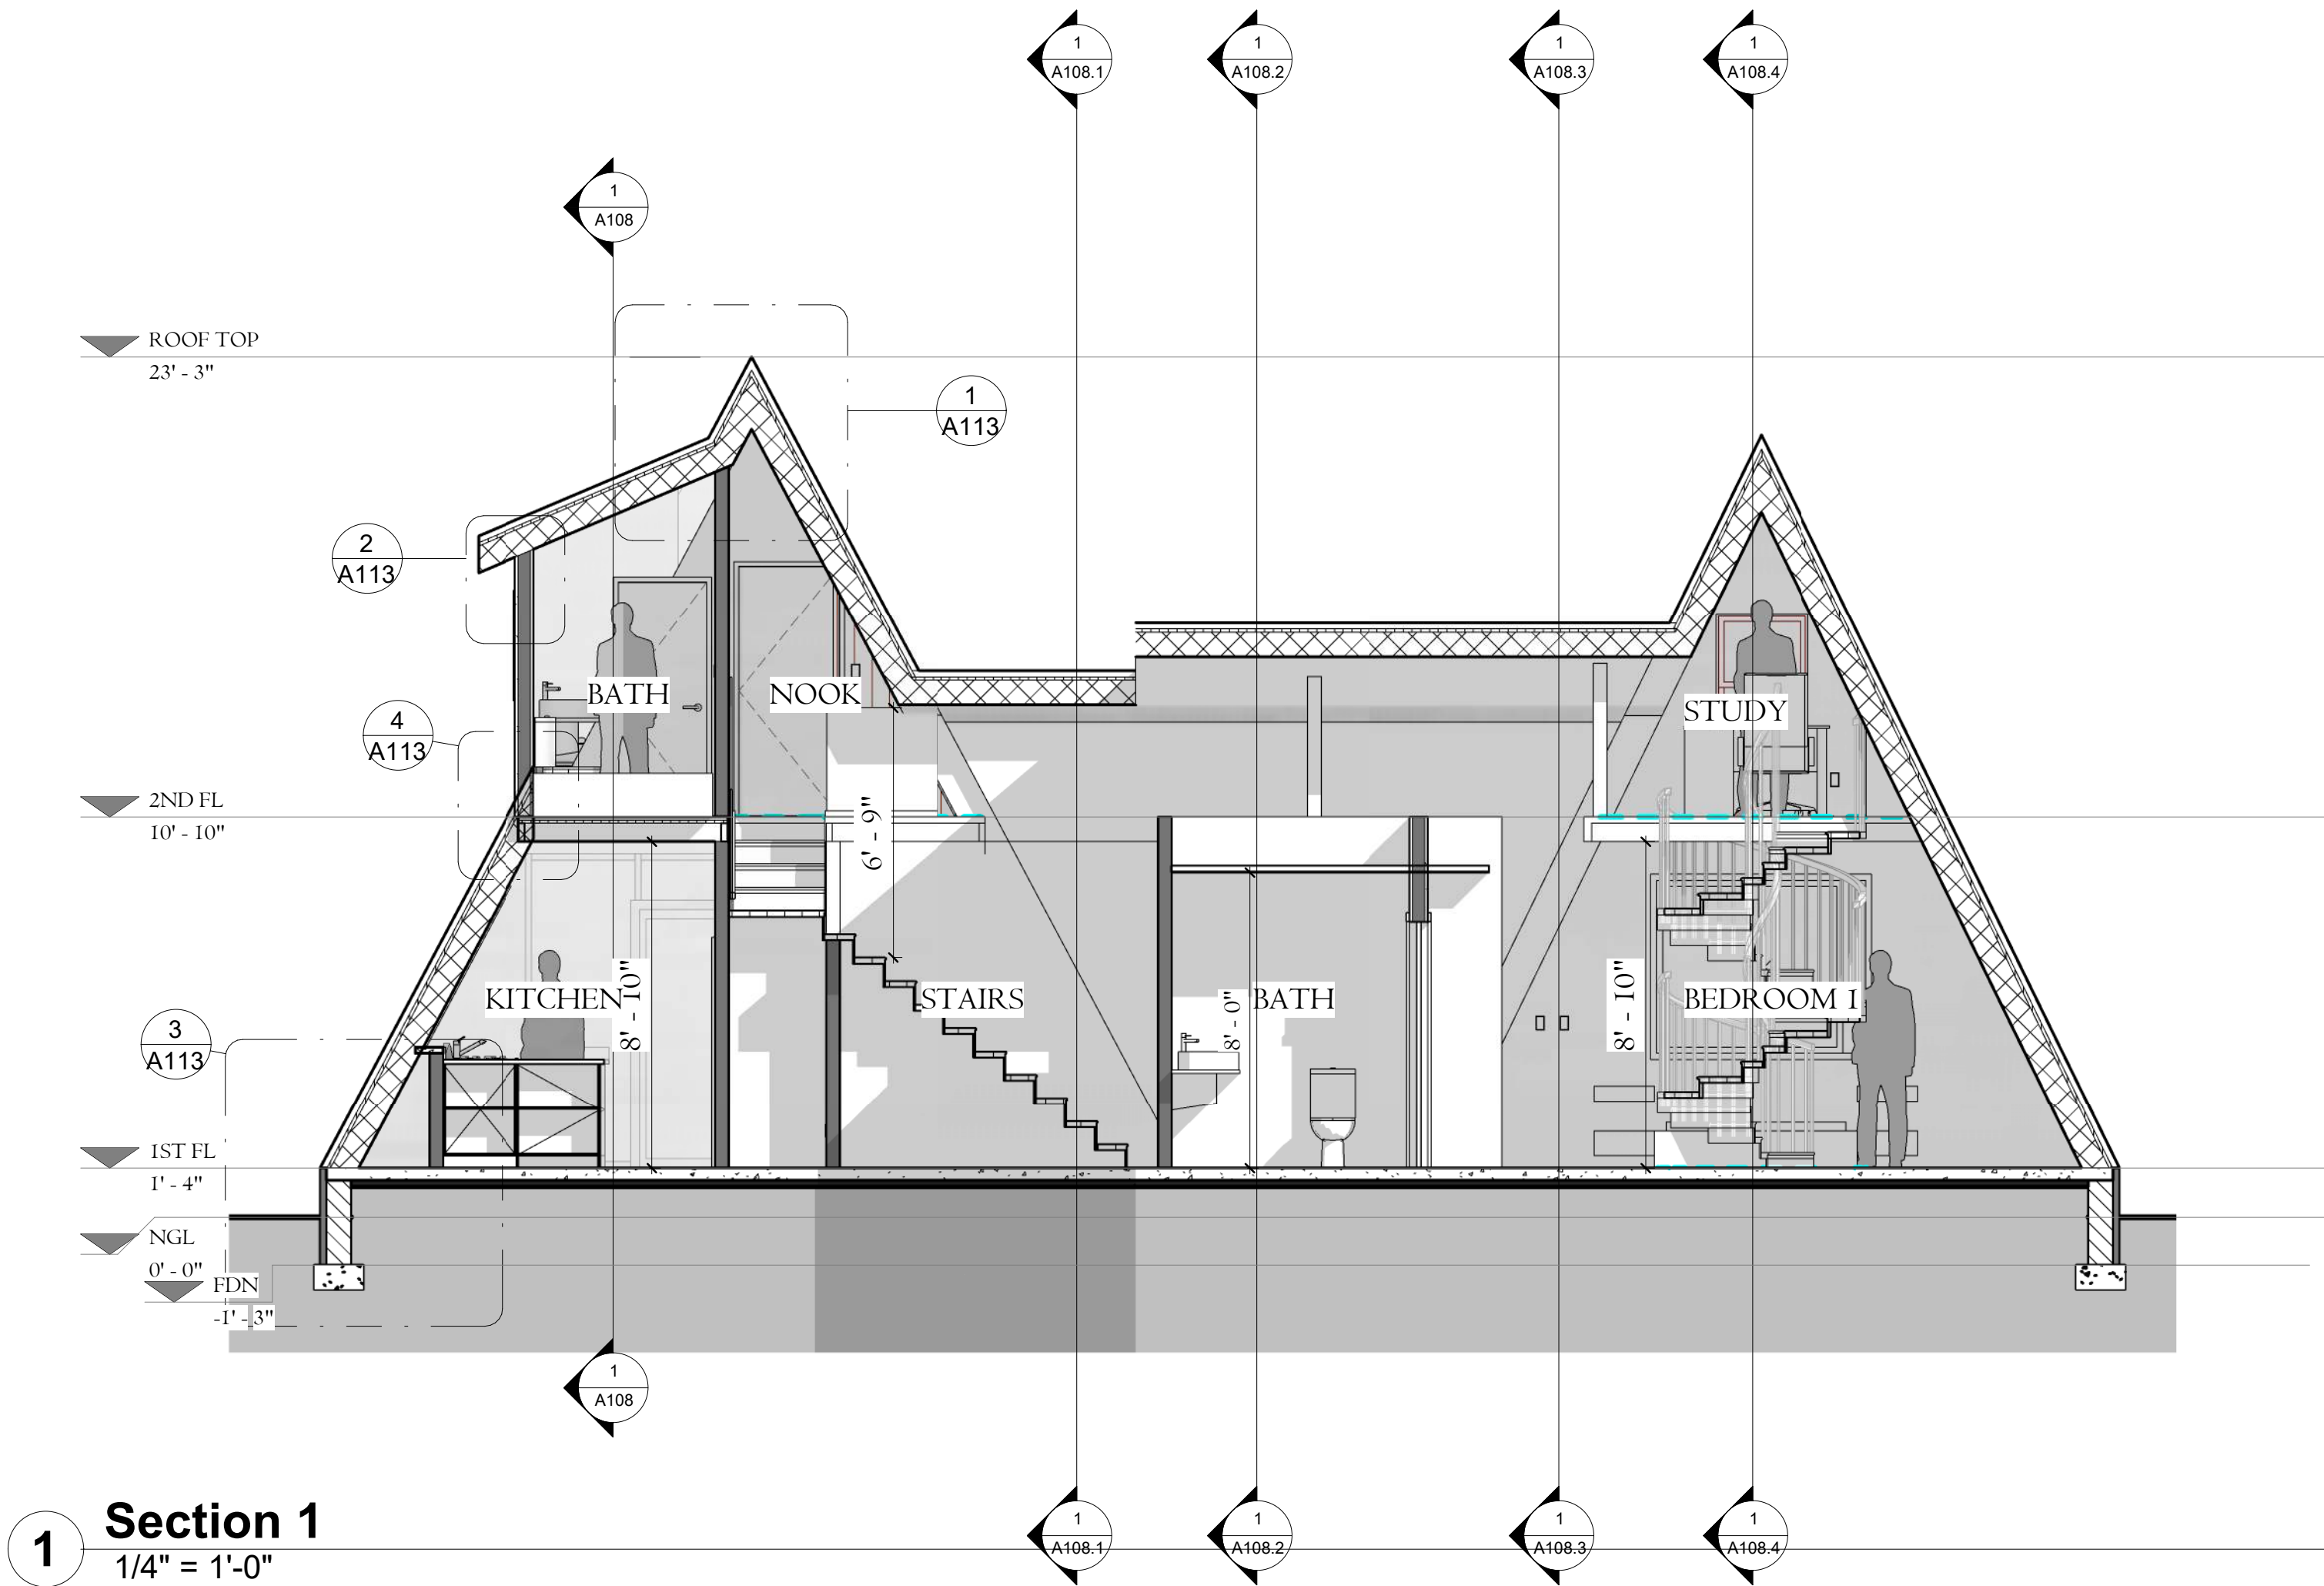 1
A108.1
1
A108.2
1
A108.3
1
A108.4
1
A108
ROOF TOP
23' - 3"
1
A113
2
A113
BATH
NOOK
STUDY
4
A113
2ND FL
10' - 10"
6' - 9"
KITCHEN
8' - 10"
STAIRS
8' - 0"
BATH
8' - 10"
BEDROOM 1
3
A113
1ST FL
1' - 4"
NGL
0' - 0"
FDN
-1' - 3"
1
A108
1
A108.1
1
A108.2
1
A108.3
1
A108.4
1
Section 1
1/4" = 1'-0"